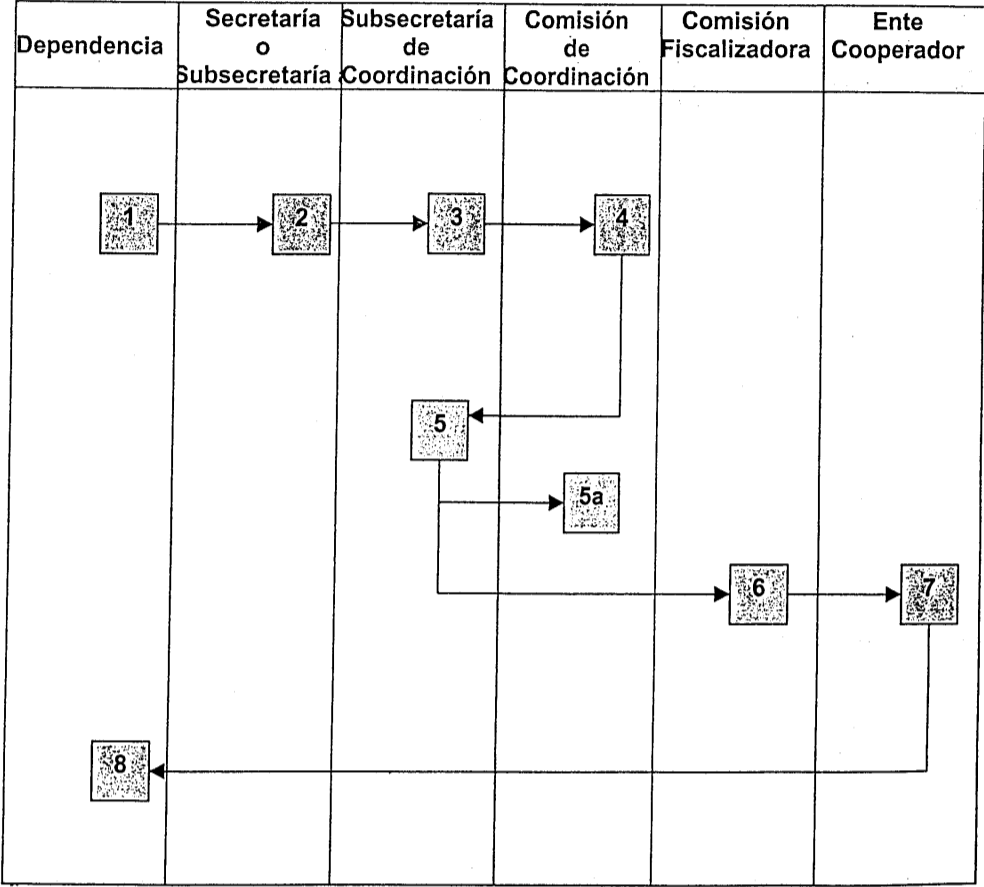 Dependencia
Secretaría
o
Subsecretaría
Subsecretaría
de
Coordinación
Comisión
de
Coordinación
Comisión
Fiscalizadora
Ente
Cooperador
1
2
3
4
5
5a
6
7
8